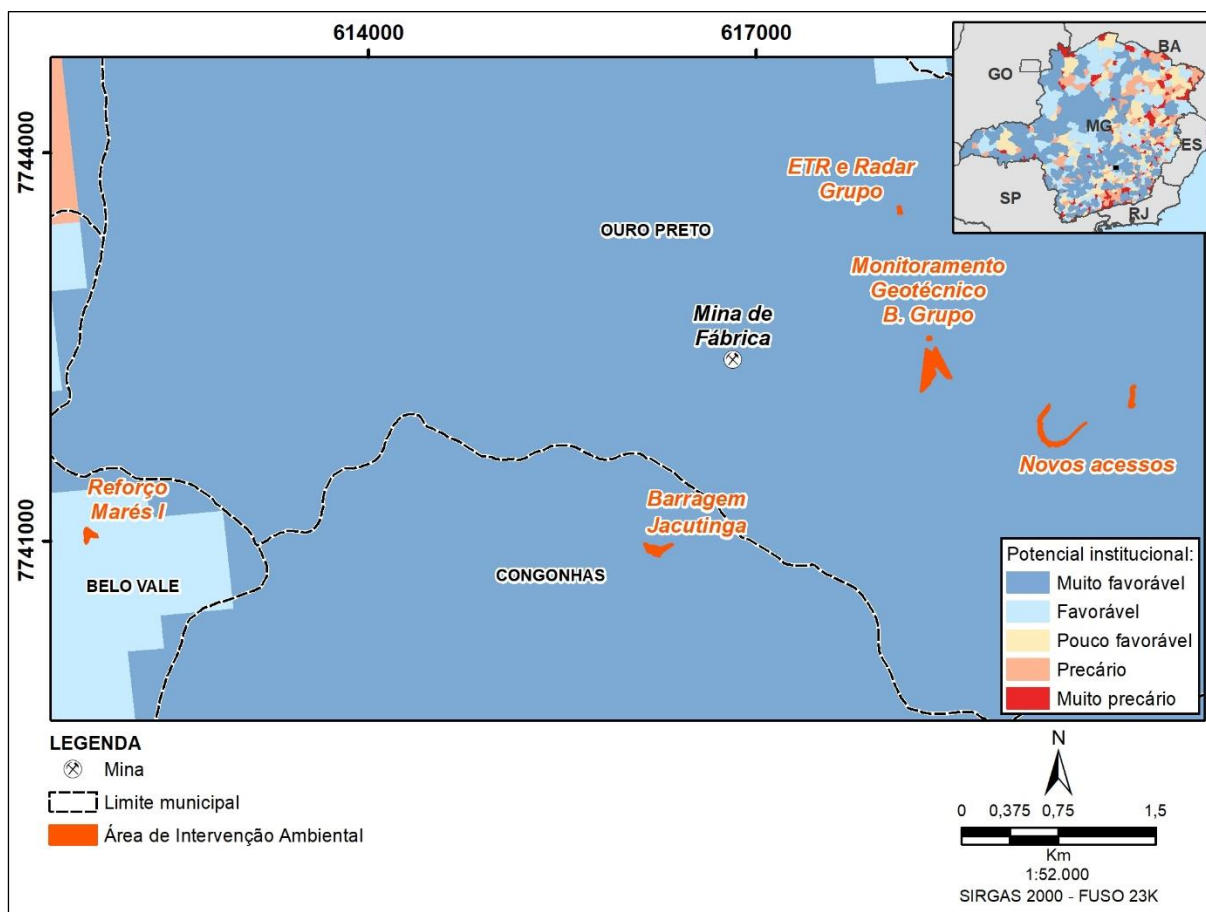 614000
617000
BA
GO
MG
ES
SP
RJ
7744000
ETR e Radar
Grupo
OURO PRETO
Monitoramento
Geotécnico
B. Grupo
Mina de
Fábrica
Novos acessos
Reforço
Marés I
Barragem
Jacutinga
7741000
BELO VALE
CONGONHAS
Potencial institucional:
Muito favorável
Favorável
Pouco favorável
Precário
Muito precário
LEGENDA
Mina
Limite municipal
Área de Intervenção Ambiental
N
0 0,375 0,75 1,5
Km
1:52.000
SIRGAS 2000 - FUSO 23K